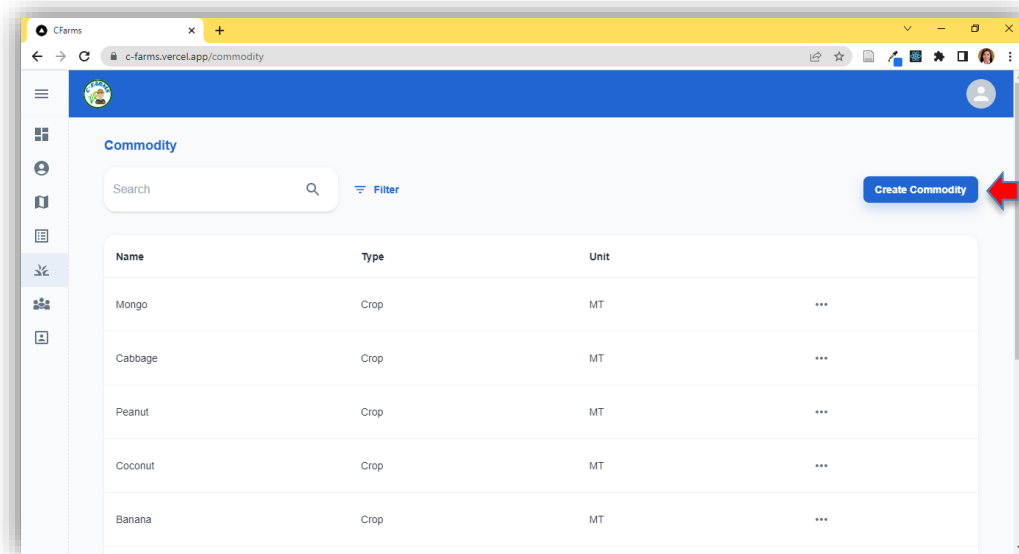 CFarms
c-farms.vercel.app/commodity
C-FARMS
Commodity
Search
Filter
Create Commodity
Name Type Unit
Mongo Crop MT
Cabbage Crop MT
Peanut Crop MT
Coconut Crop MT
Banana Crop MT